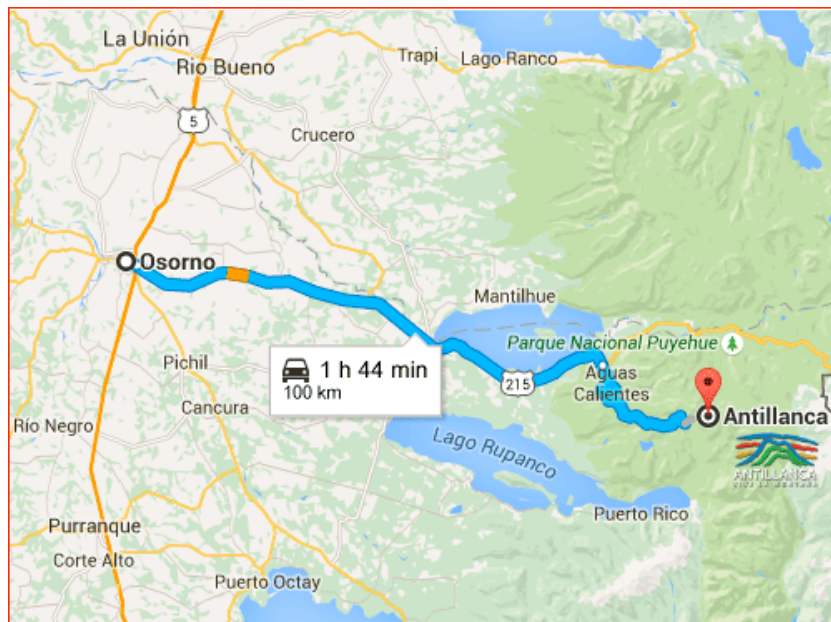 La Unión
Rio Bueno
Trapi
Lago Ranco
5
Crucero
Osorno
Mantilhue
Parque Nacional Puyehue
1 h 44 min
100 km
215
Aguas
Calientes
Pichil
Cancura
Río Negro
Antillanca
Lago Rupanco
ANTILLANCA
Puerto Rico
Purranque
Corte Alto
Puerto Octay